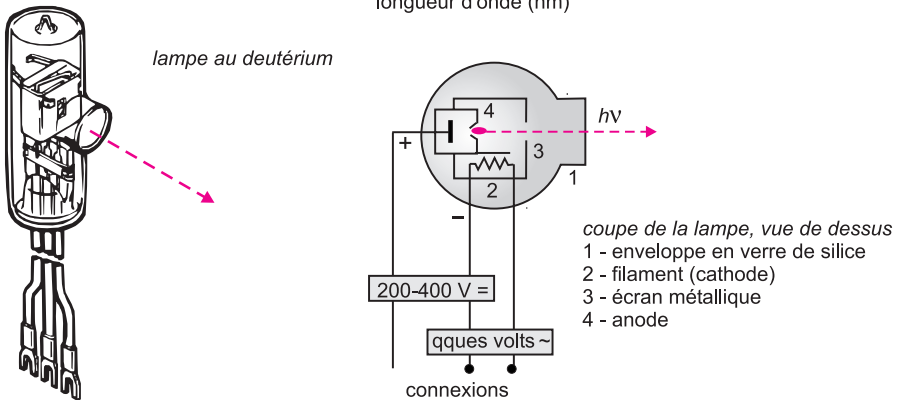 longueur d'onde (nm)
lampe au deutérium
4
hν
+
3
2
1
–
coupe de la lampe, vue de dessus
1 - enveloppe en verre de silice
2 - filament (cathode)
3 - écran métallique
4 - anode
200-400 V =
qques volts ~
connexions